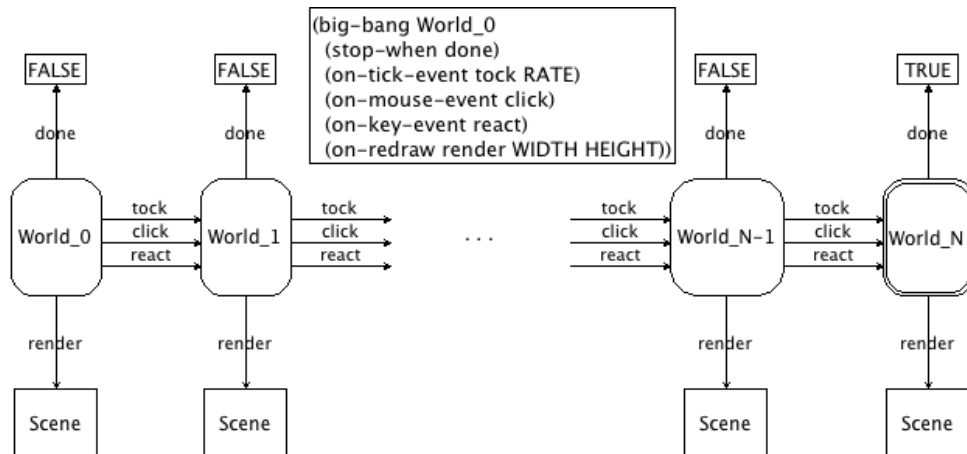 (big-bang World_0
(stop-when done)
(on-tick-event tock RATE)
(on-mouse-event click)
(on-key-event react)
(on-redraw render WIDTH HEIGHT))
FALSE FALSE FALSE TRUE
done done done done
tock tock tock tock
World_0 click World_1 click ... click World_N-1 click World_N
react react react react
render render render render
Scene Scene Scene Scene